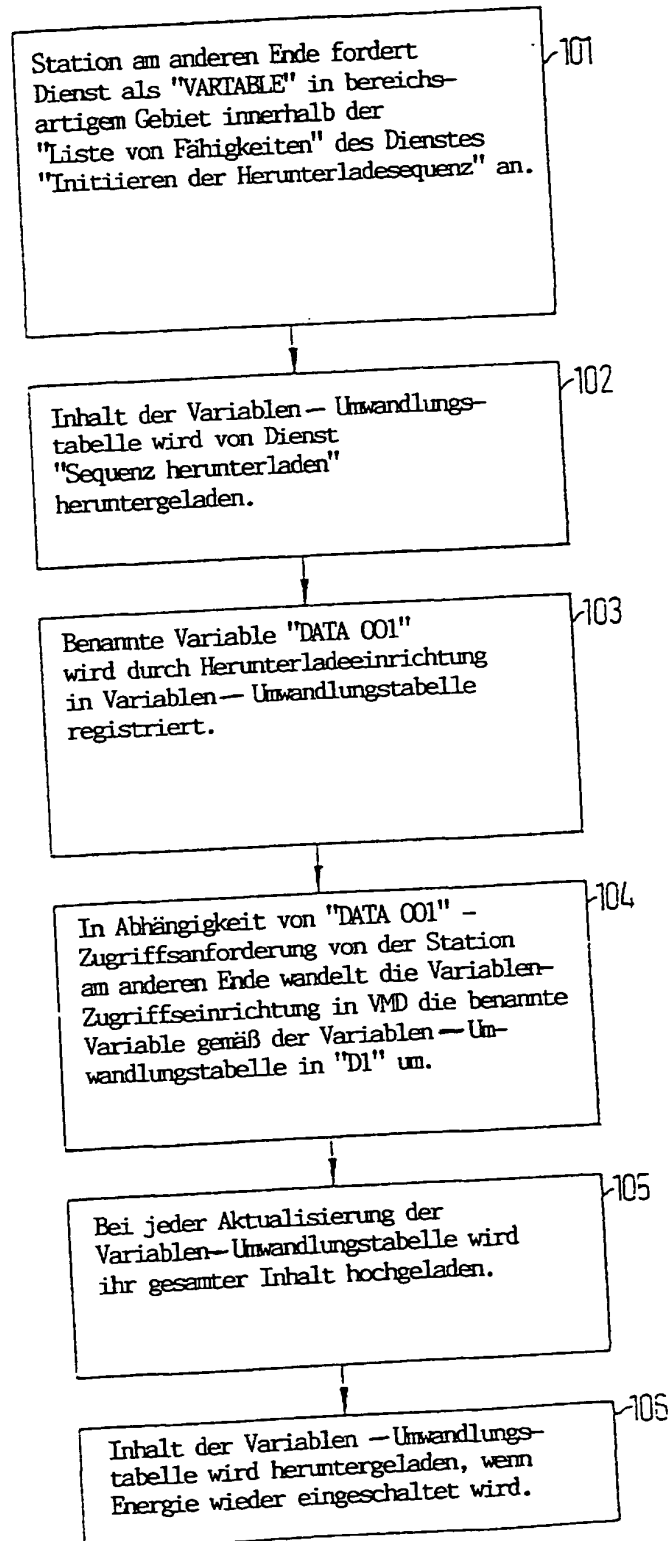 Station am anderen Ende fordert
Dienst als "VARTABLE" in bereichs-
artigem Gebiet innerhalb der
"Liste von Fähigkeiten" des Dienstes
"Initiieren der Herunterladesequenz" an.
101
Inhalt der Variablen — Umwandlungs-
tabelle wird von Dienst
"Sequenz herunterladen"
heruntergeladen.
102
Benannte Variable "DATA 001"
wird durch Herunterladeeinrichtung
in Variablen — Umwandlungstabelle
registriert.
103
In Abhängigkeit von "DATA 001" -
Zugriffsanforderung von der Station
am anderen Ende wandelt die Variablen-
Zugriffseinrichtung in VMD die benannte
Variable gemäß der Variablen — Um-
wandlungstabelle in "D1" um.
104
Bei jeder Aktualisierung der
Variablen—Umwandlungstabelle wird
ihr gesamter Inhalt hochgeladen.
105
Inhalt der Variablen — Umwandlungs-
tabelle wird heruntergeladen, wenn
Energie wieder eingeschaltet wird.
106